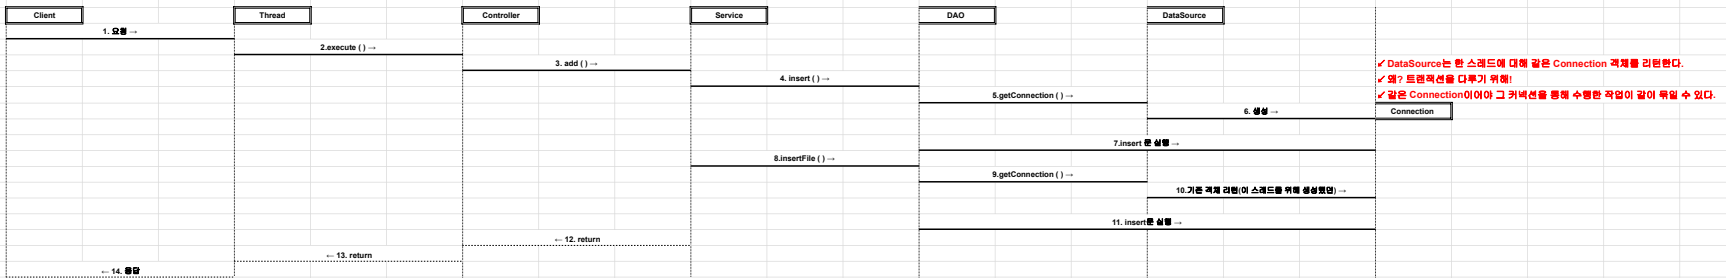 Client Thread Controller Service DAO DataSource
1. 요청 →
2.execute ( ) →
3. add ( ) →
✓ DataSource는 한 스레드에 대해 같은 Connection 객체를 리턴한다.
4. insert ( ) →
✓ 왜? 트랜잭션을 다루기 위해!
5.getConnection ( ) →
✓ 같은 Connection이어야 그 커넥션을 통해 수행한 작업이 같이 묶일 수 있다.
6. 생성 →
Connection
7.insert 문 실행 →
8.insertFile ( ) →
9.getConnection ( ) →
10.기존 객체 리턴(이 스레드를 위해 생성했던) →
11. insert문 실행 →
← 12. return
← 13. return
← 14. 응답